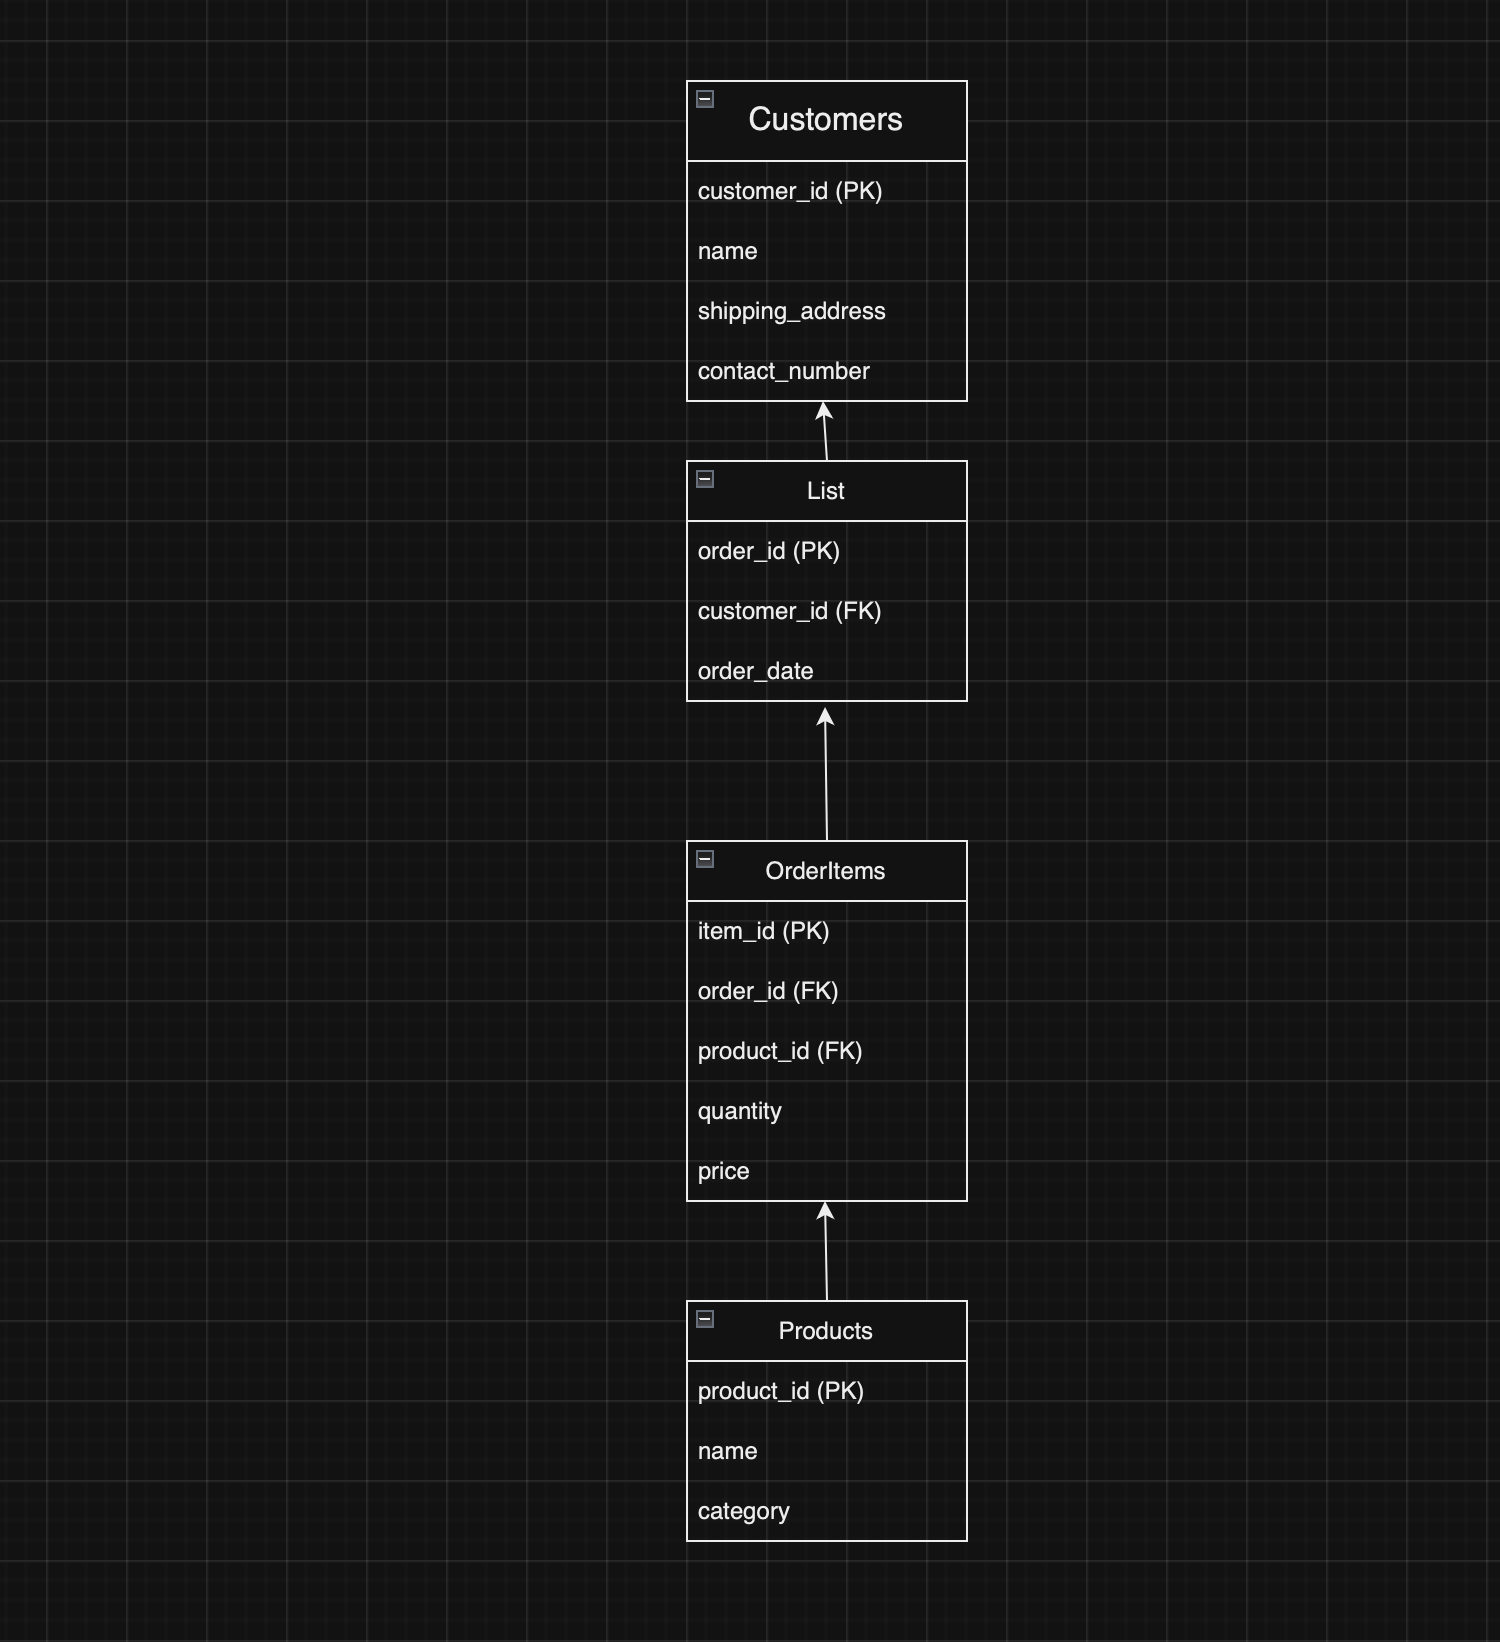 Customers
customer_id (PK)
name
shipping_address
contact_number
List
order_id (PK)
customer_id (FK)
order_date
OrderItems
item_id (PK)
order_id (FK)
product_id (FK)
quantity
price
Products
product_id (PK)
name
category